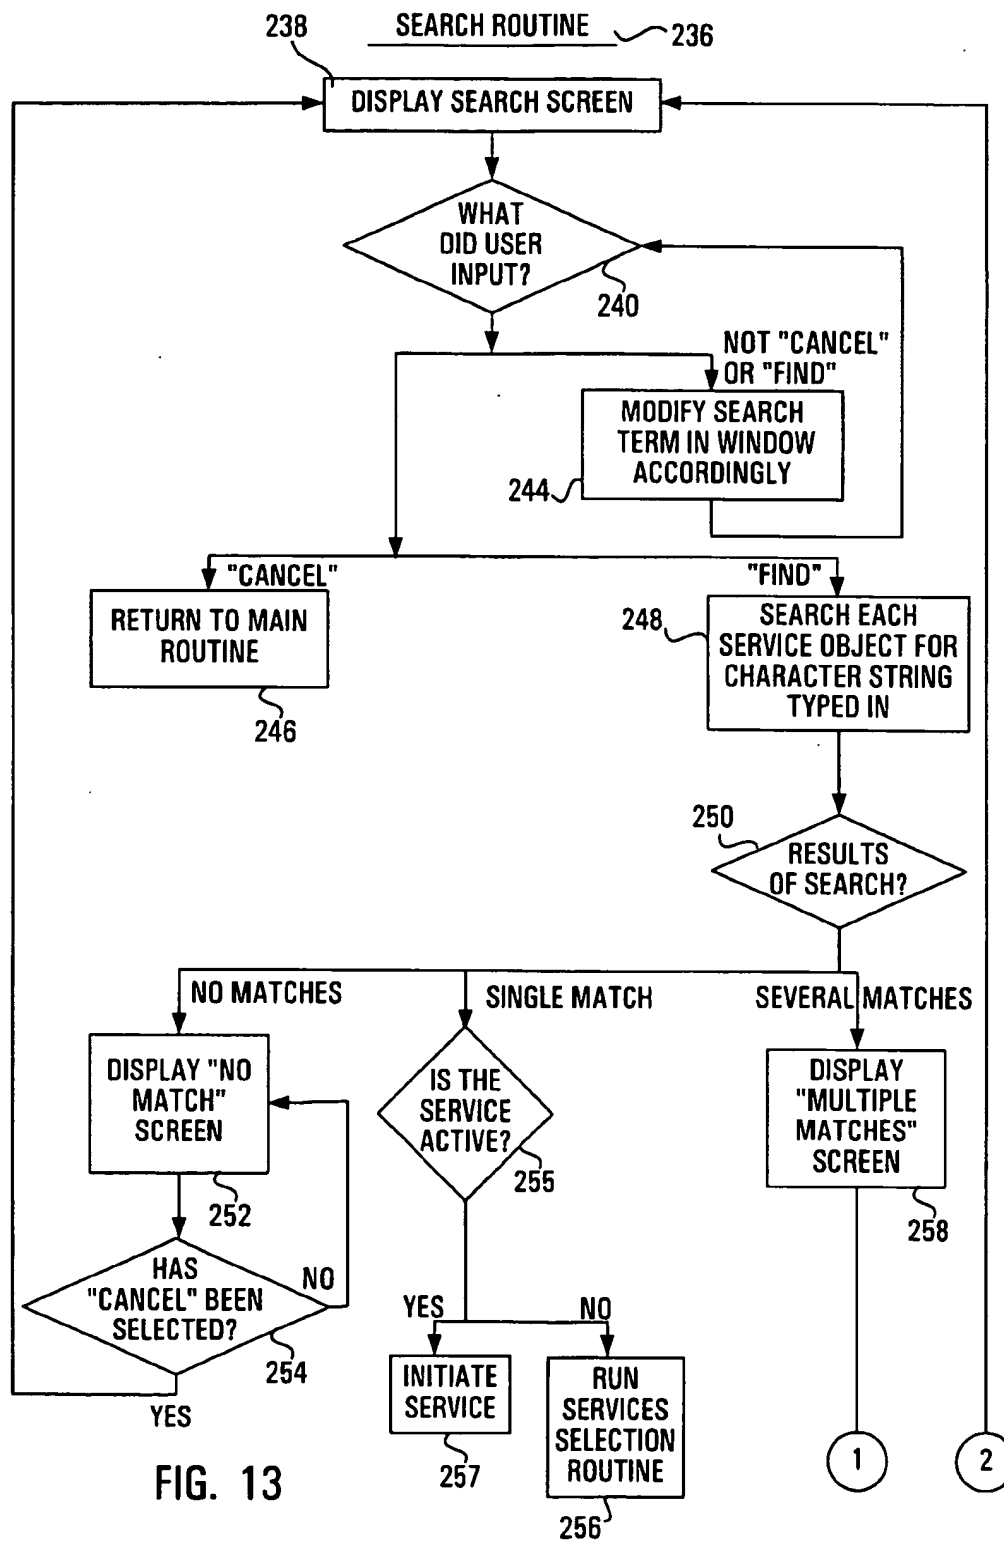 SEARCH ROUTINE
236
238
DISPLAY SEARCH SCREEN
WHAT
DID USER
INPUT?
240
NOT "CANCEL"
OR "FIND"
MODIFY SEARCH
TERM IN WINDOW
ACCORDINGLY
244
"CANCEL"
"FIND"
RETURN TO MAIN
ROUTINE
246
248
SEARCH EACH
SERVICE OBJECT FOR
CHARACTER STRING
TYPED IN
250
RESULTS
OF SEARCH?
NO MATCHES
SINGLE MATCH
SEVERAL MATCHES
DISPLAY "NO
MATCH"
SCREEN
252
IS THE
SERVICE
ACTIVE?
255
DISPLAY
"MULTIPLE
MATCHES"
SCREEN
258
HAS
"CANCEL" BEEN
SELECTED?
NO
254
YES
YES
NO
INITIATE
SERVICE
257
RUN
SERVICES
SELECTION
ROUTINE
256
1
2
FIG. 13